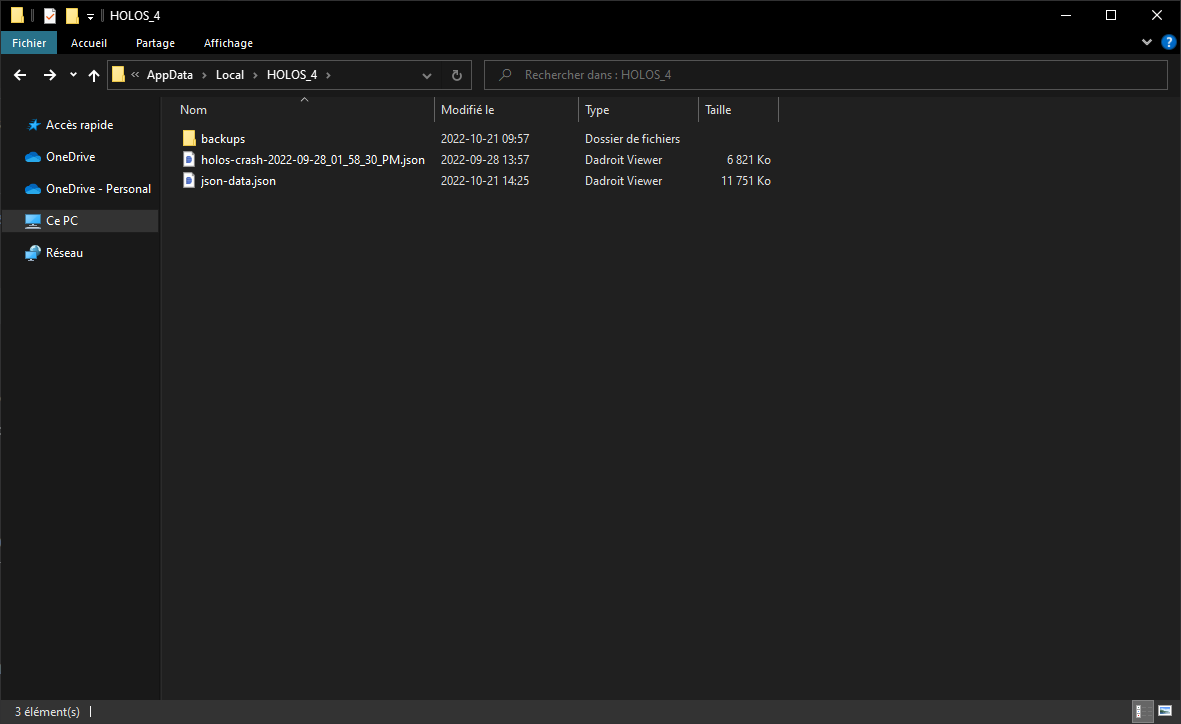 HOLOS_4
Fichier Accueil Partage Affichage
« AppData › Local › HOLOS_4 › Rechercher dans : HOLOS_4
Nom Modifié le Type Taille
Accès rapide
OneDrive
OneDrive - Personal
Ce PC
Réseau
backups 2022-10-21 09:57 Dossier de fichiers
holos-crash-2022-09-28_01_58_30_PM.json 2022-09-28 13:57 Dadroit Viewer 6 821 Ko
json-data.json 2022-10-21 14:25 Dadroit Viewer 11 751 Ko
3 élément(s)